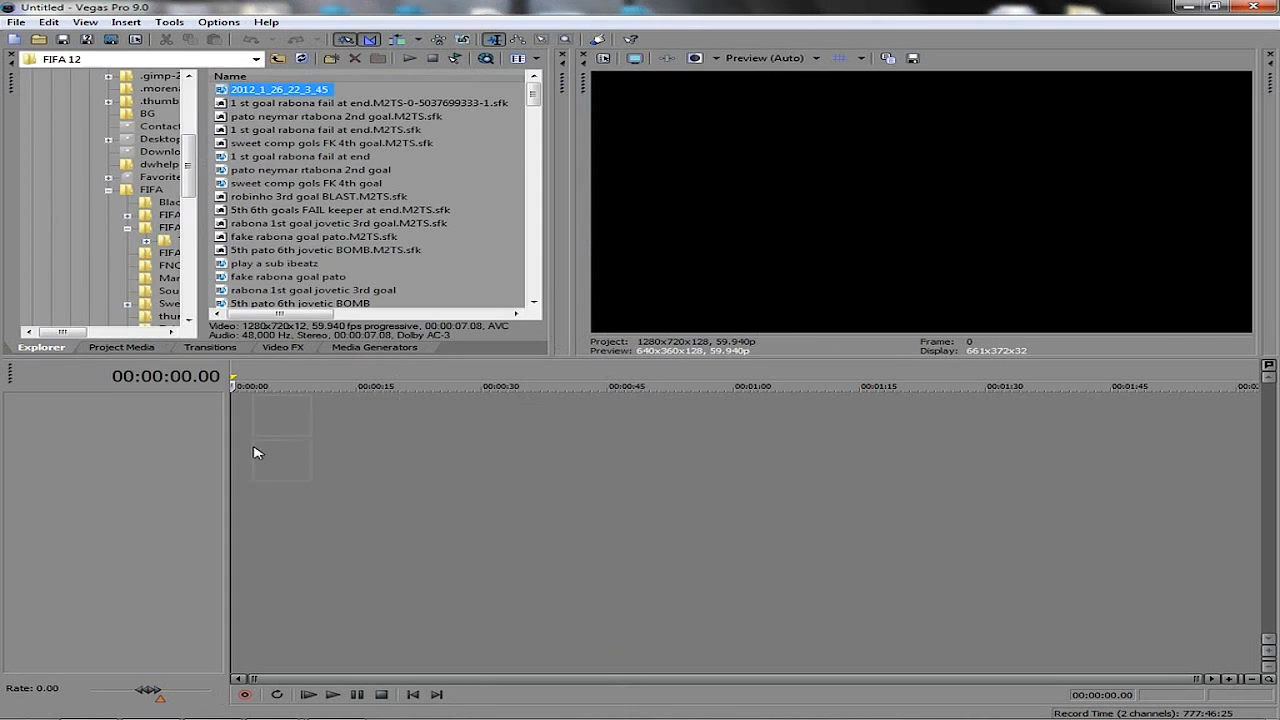 Untitled - Vegas Pro 9.0
File Edit View Insert Tools Options Help
FIFA 12
Preview (Auto)
.gimp-2
.morena
.thumb
BG
Contact
Desktop
Downlo
dwhelp
Favorite
FIFA
Blac
FIFA
FIFA
FIFA
FNC
Mar
Sou
Swe
thur
Name
2012_1_26_22_3_45
1 st goal rabona fail at end.M2TS-0-5037699333-1.sfk
pato neymar rtabona 2nd goal.M2TS.sfk
1 st goal rabona fail at end.M2TS.sfk
sweet comp gols FK 4th goal.M2TS.sfk
1 st goal rabona fail at end
pato neymar rtabona 2nd goal
sweet comp gols FK 4th goal
robinho 3rd goal BLAST.M2TS.sfk
5th 6th goals FAIL keeper at end.M2TS.sfk
rabona 1st goal jovetic 3rd goal.M2TS.sfk
fake rabona goal pato.M2TS.sfk
5th pato 6th jovetic BOMB.M2TS.sfk
play a sub ibeatz
fake rabona goal pato
rabona 1st goal jovetic 3rd goal
5th pato 6th jovetic BOMB
Video: 1280x720x12, 59.940 fps progressive, 00:00:07.08, AVC
Audio: 48,000 Hz, Stereo, 00:00:07.08, Dolby AC-3
Explorer Project Media Transitions Video FX Media Generators
Project: 1280x720x128, 59.940p Frame: 0
Preview: 640x360x128, 59.940p Display: 661x372x32
00:00:00.00
0:00:00 00:00:15 00:00:30 00:00:45 00:01:00 00:01:15 00:01:30 00:01:45
Rate: 0.00
00:00:00.00
Record Time (2 channels): 777:46:25